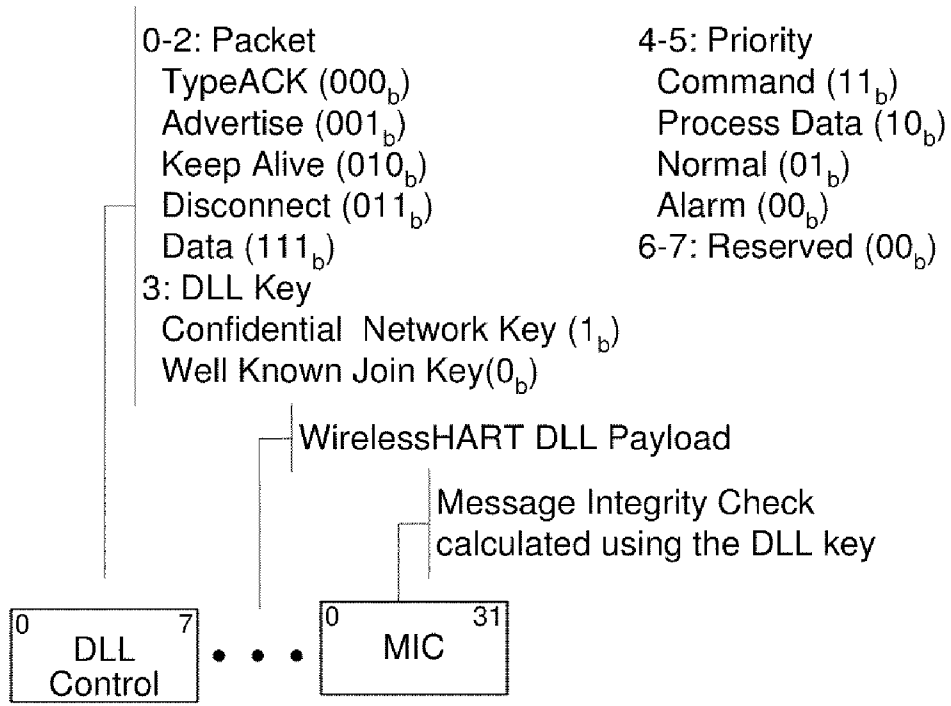 0-2: Packet
TypeACK (000b)
Advertise (001b)
Keep Alive (010b)
Disconnect (011b)
Data (111b)
3: DLL Key
Confidential Network Key (1b)
Well Known Join Key(0b)
4-5: Priority
Command (11b)
Process Data (10b)
Normal (01b)
Alarm (00b)
6-7: Reserved (00b)
WirelessHART DLL Payload
Message Integrity Check
calculated using the DLL key
0 7
DLL
Control
0 31
MIC